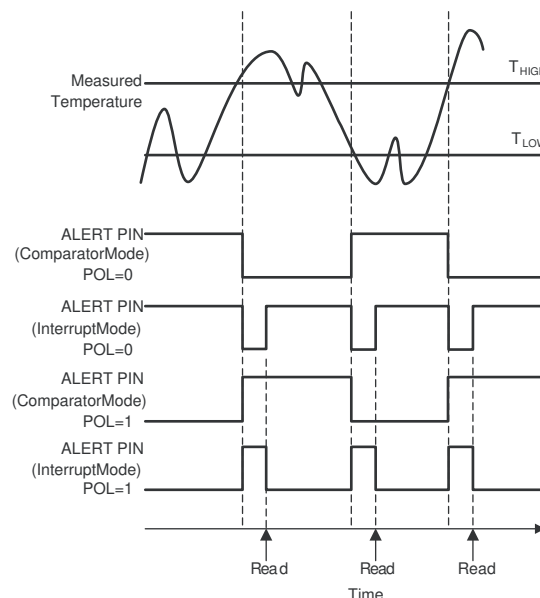 T_HIGH
Measured
Temperature
T_LOW
ALERT PIN
(ComparatorMode)
POL=0
ALERT PIN
(InterruptMode)
POL=0
ALERT PIN
(ComparatorMode)
POL=1
ALERT PIN
(InterruptMode)
POL=1
Read Read Read
Time